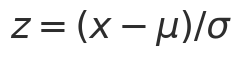 z = (x − μ)/σ